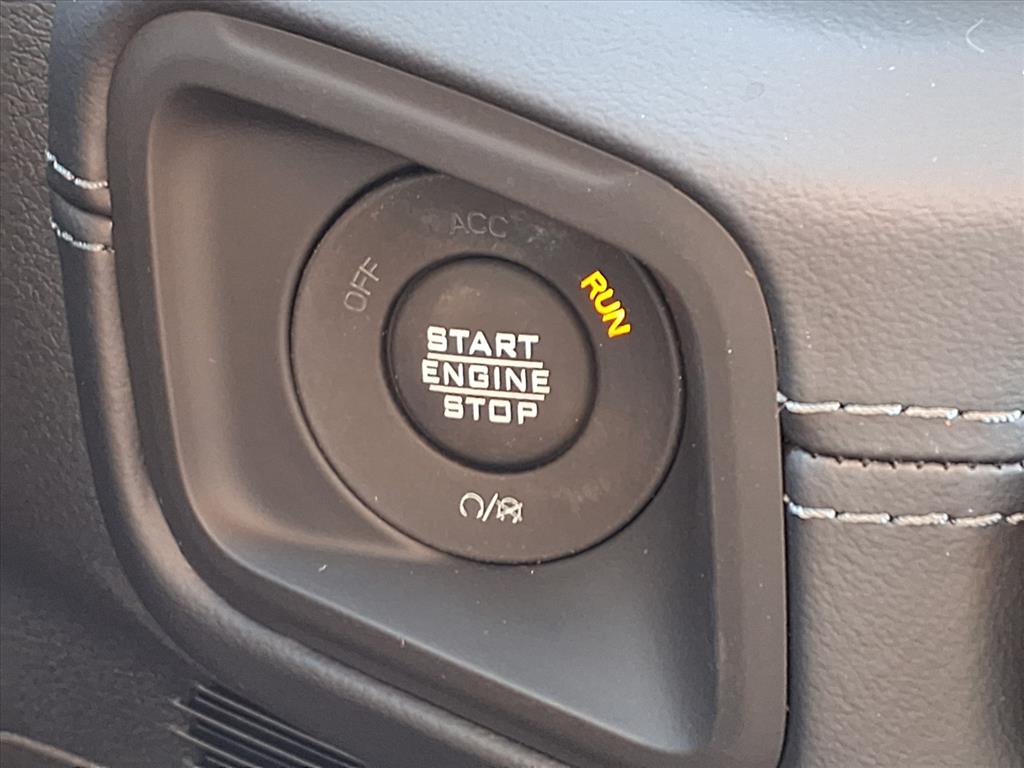 ACC
OFF
RUN
START
ENGINE
STOP